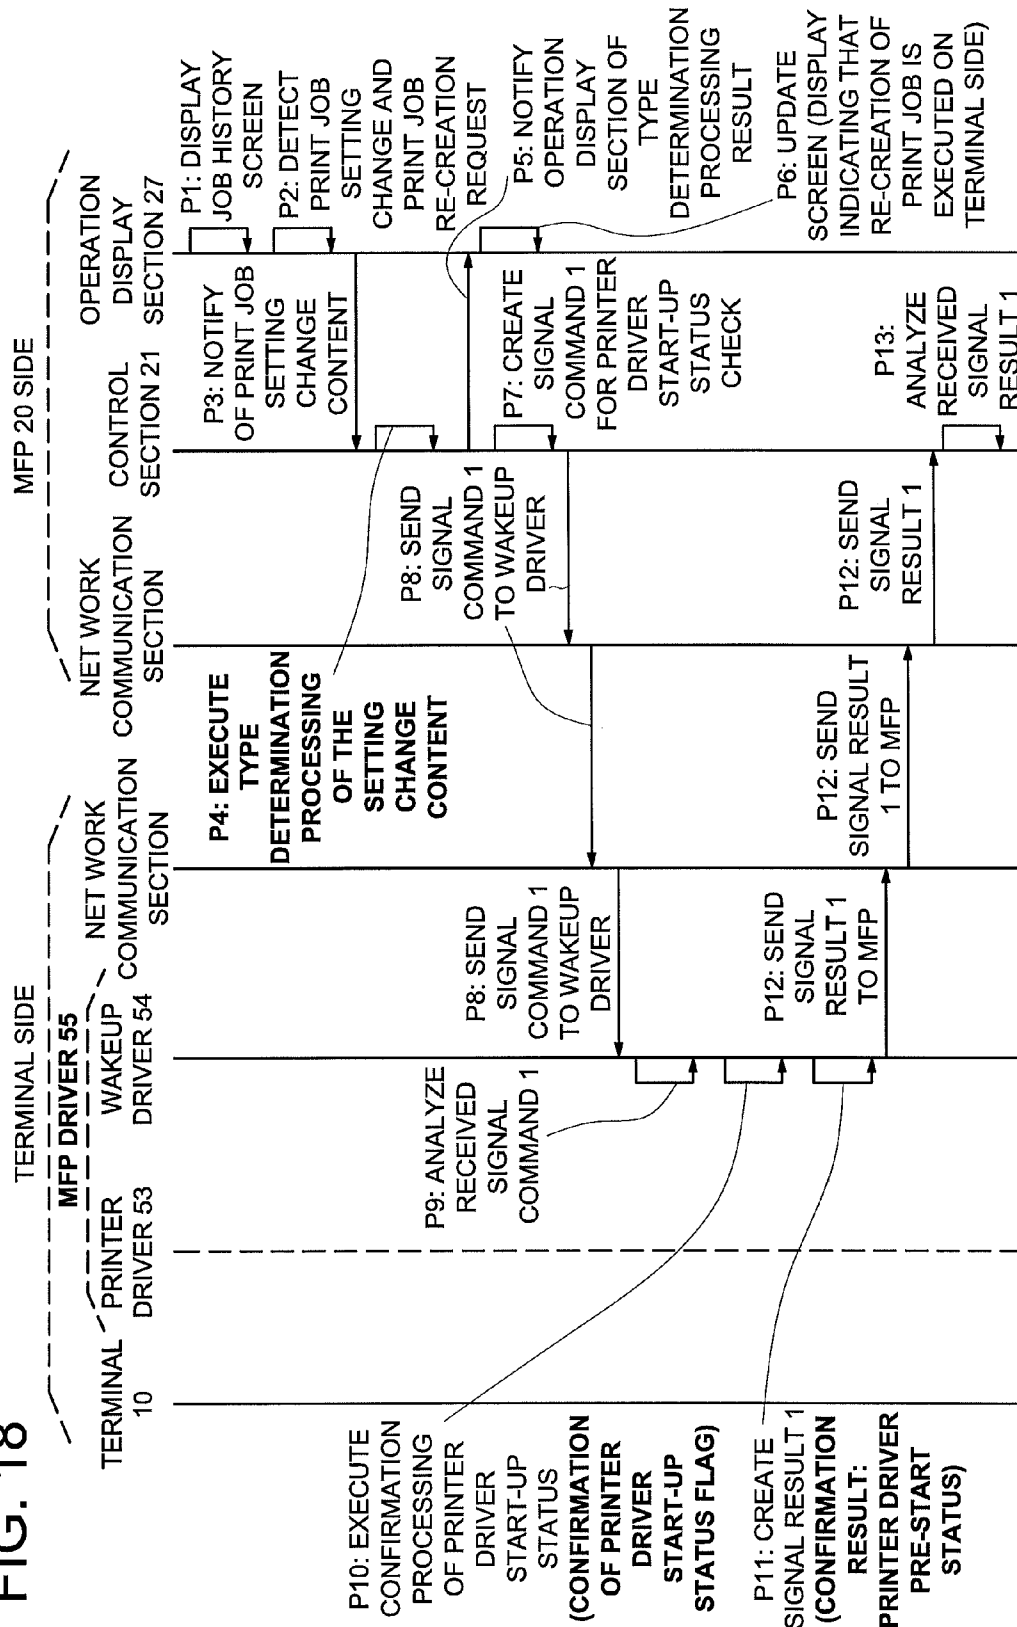 FIG. 18
TERMINAL SIDE
MFP 20 SIDE
MFP DRIVER 55
TERMINAL
10
PRINTER
DRIVER 53
WAKEUP
DRIVER 54
NET WORK
COMMUNICATION
SECTION
NET WORK
COMMUNICATION
SECTION
CONTROL
SECTION 21
OPERATION
DISPLAY
SECTION 27
P1: DISPLAY
JOB HISTORY
SCREEN
P2: DETECT
PRINT JOB
SETTING
CHANGE AND
PRINT JOB
RE-CREATION
REQUEST
P3: NOTIFY
OF PRINT JOB
SETTING
CHANGE
CONTENT
P4: EXECUTE
TYPE
DETERMINATION
PROCESSING
OF THE
SETTING
CHANGE
CONTENT
P5: NOTIFY
OPERATION
DISPLAY
SECTION OF
TYPE
DETERMINATION
PROCESSING
RESULT
P6: UPDATE
SCREEN (DISPLAY
INDICATING THAT
RE-CREATION OF
PRINT JOB IS
EXECUTED ON
TERMINAL SIDE)
P7: CREATE
SIGNAL
COMMAND 1
FOR PRINTER
DRIVER
START-UP
STATUS
CHECK
P8: SEND
SIGNAL
COMMAND 1
TO WAKEUP
DRIVER
P8: SEND
SIGNAL
COMMAND 1
TO WAKEUP
DRIVER
P9: ANALYZE
RECEIVED
SIGNAL
COMMAND 1
P10: EXECUTE
CONFIRMATION
PROCESSING
OF PRINTER
DRIVER
START-UP
STATUS
(CONFIRMATION
OF PRINTER
DRIVER
START-UP
STATUS FLAG)
P11: CREATE
SIGNAL RESULT 1
(CONFIRMATION
RESULT:
PRINTER DRIVER
PRE-START
STATUS)
P12: SEND
SIGNAL
RESULT 1
TO MFP
P12: SEND
SIGNAL RESULT
1 TO MFP
P12: SEND
SIGNAL
RESULT 1
P13:
ANALYZE
RECEIVED
SIGNAL
RESULT 1